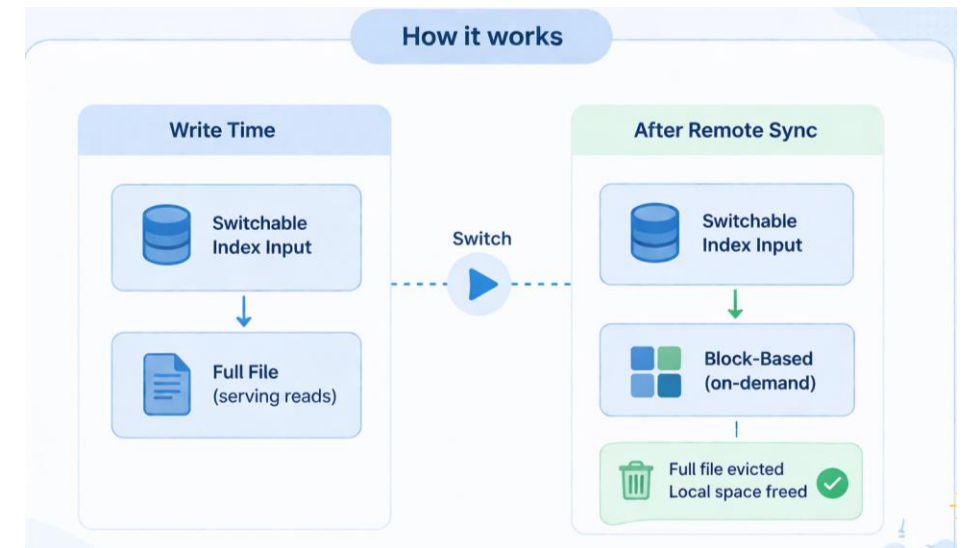 How it works
Write Time
Switchable
Index Input
Full File
(serving reads)
Switch
After Remote Sync
Switchable
Index Input
Block-Based
(on-demand)
Full file evicted
Local space freed